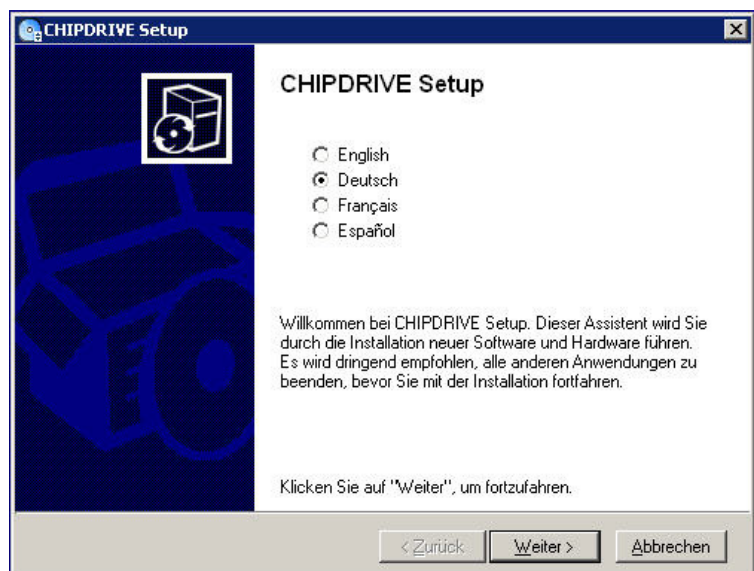 CHIPDRIVE Setup
CHIPDRIVE Setup
English
Deutsch
Français
Español
Willkommen bei CHIPDRIVE Setup. Dieser Assistent wird Sie
durch die Installation neuer Software und Hardware führen.
Es wird dringend empfohlen, alle anderen Anwendungen zu
beenden, bevor Sie mit der Installation fortfahren.
Klicken Sie auf "Weiter", um fortzufahren.
< Zurück Weiter > Abbrechen